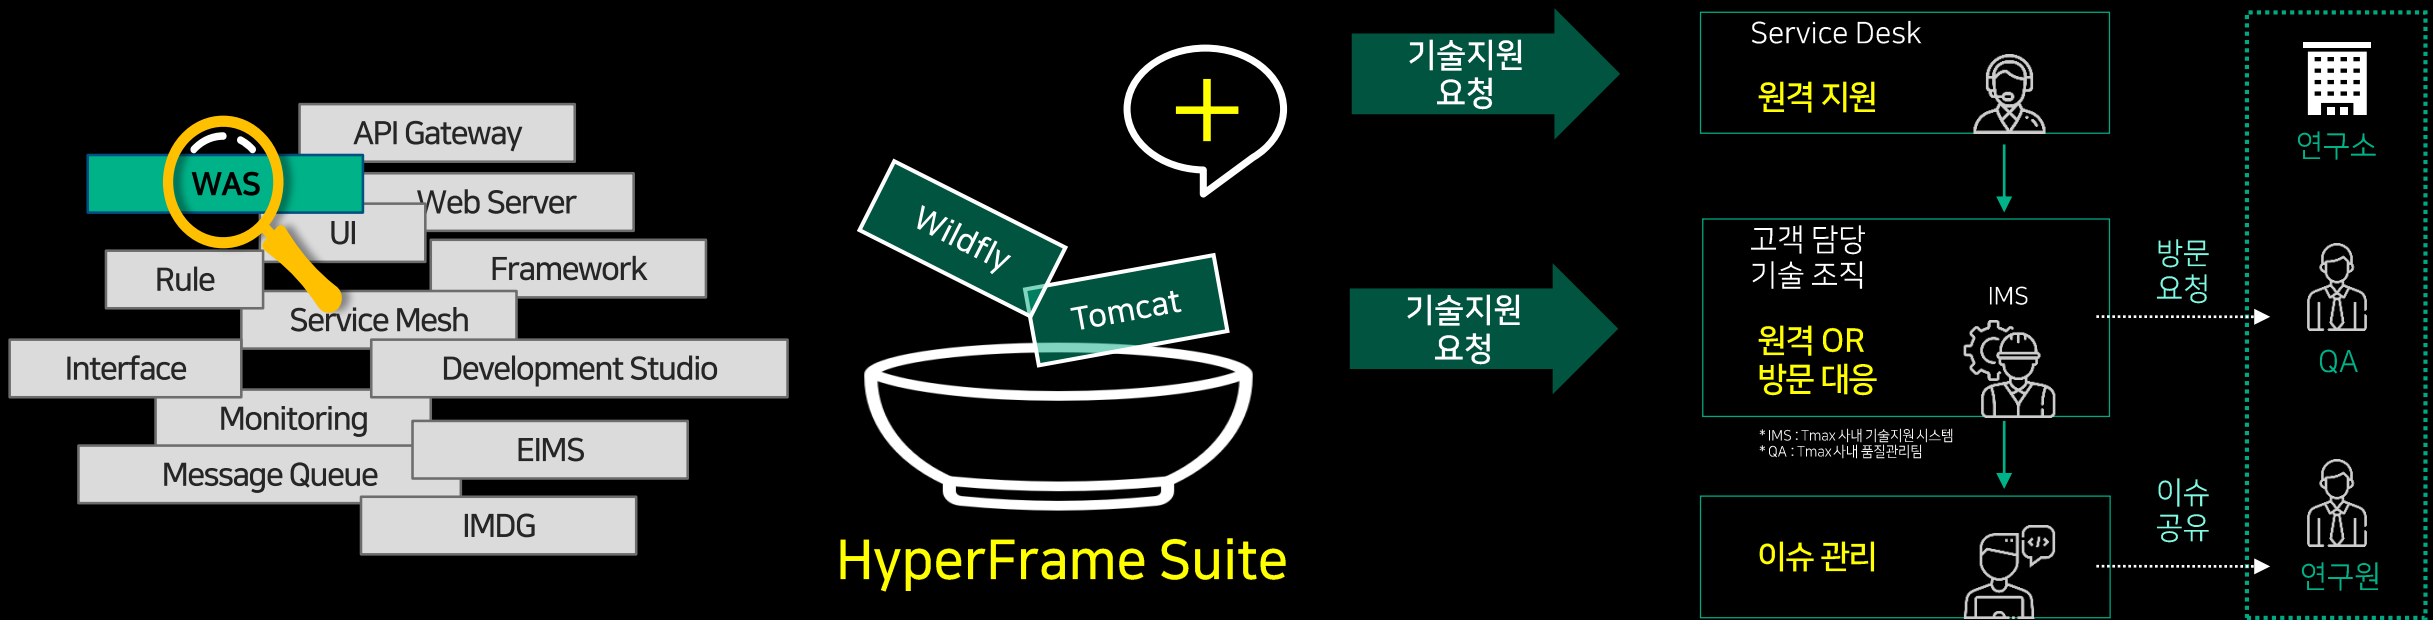 API Gateway
WAS
Web Server
UI
Rule
Framework
Service Mesh
Interface
Development Studio
Monitoring
EIMS
Message Queue
IMDG
Wildfly
Tomcat
HyperFrame Suite
기술지원
요청
기술지원
요청
Service Desk
원격 지원
고객 담당
기술 조직
IMS
원격 OR
방문 대응
* IMS : Tmax 사내 기술지원시스템
* QA : Tmax 사내 품질관리팀
이슈 관리
방문
요청
이슈
공유
연구소
QA
연구원